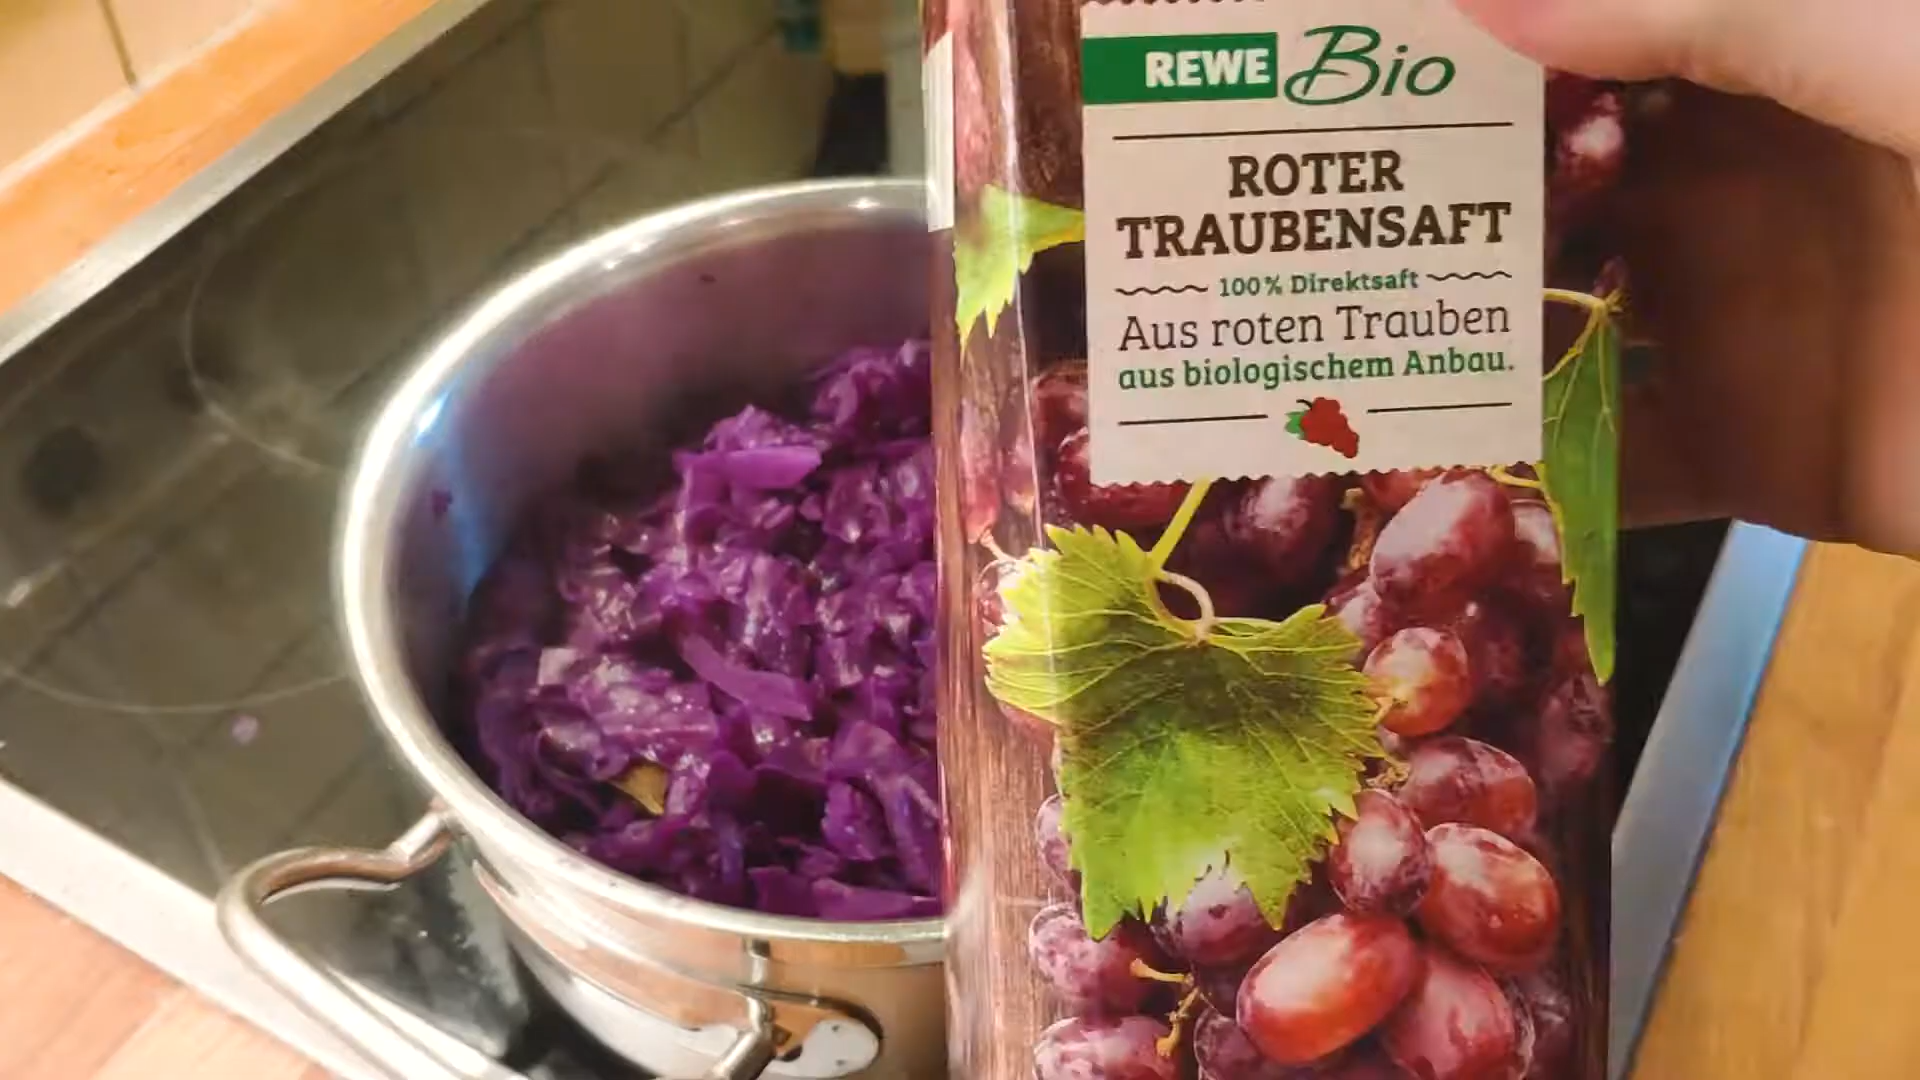 REWE Bio
ROTER
TRAUBENSAFT
100% Direktsaft
Aus roten Trauben
aus biologischem Anbau.